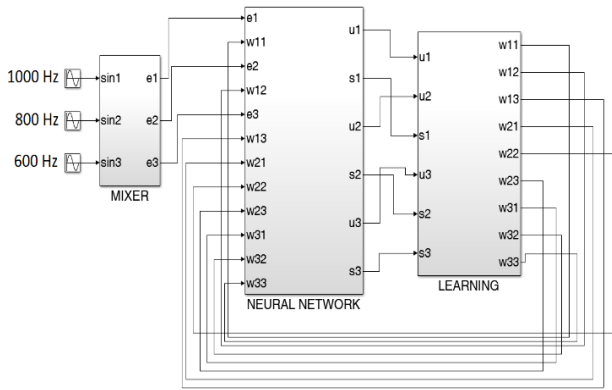 1000 Hz
800 Hz
600 Hz
sin1
sin2
sin3
e1
e2
e3
MIXER
e1
w11
e2
w12
e3
w13
w21
w22
w23
w31
w32
w33
u1
s1
u2
s2
u3
s3
NEURAL NETWORK
u1
u2
s1
u3
s2
s3
w11
w12
w13
w21
w22
w23
w31
w32
w33
LEARNING